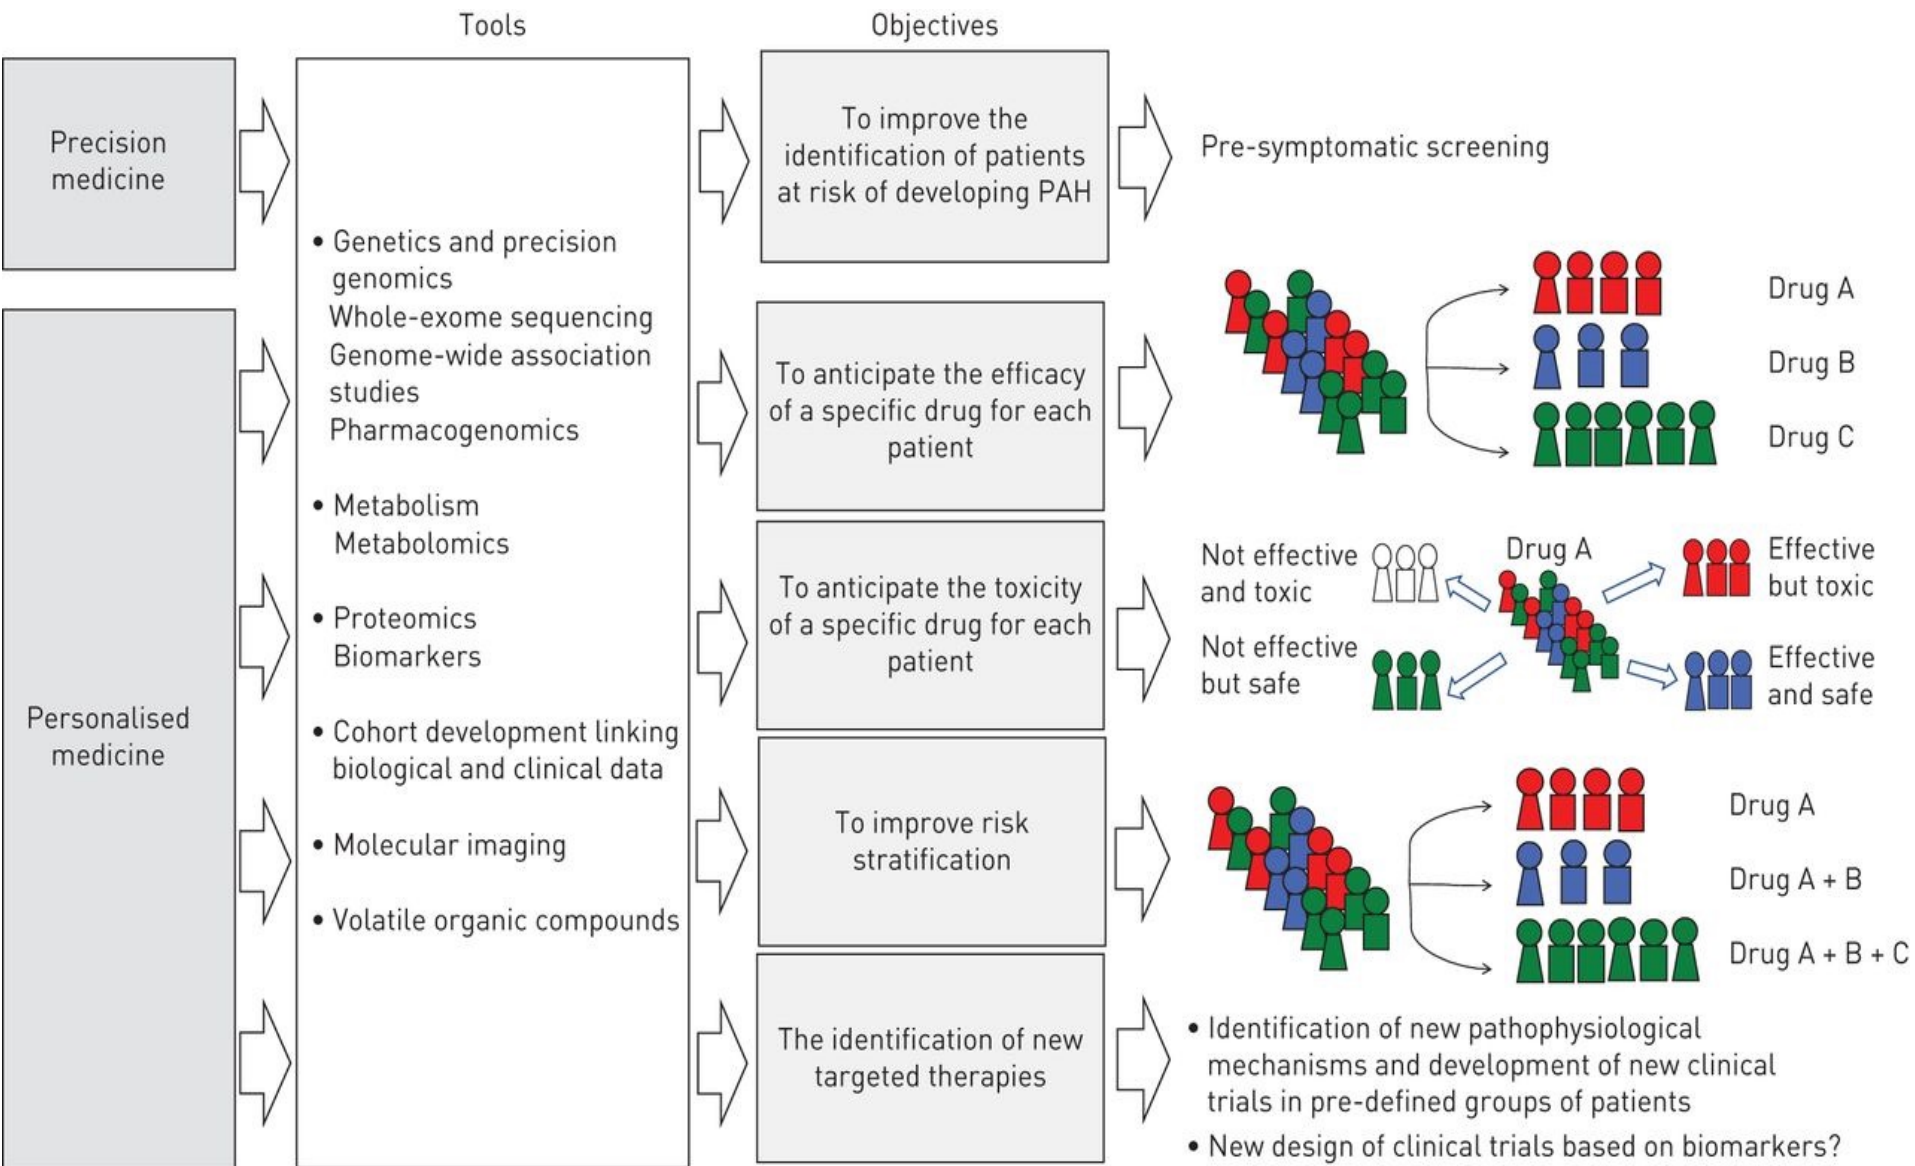 Tools
Objectives
Precision
medicine
Personalised
medicine
• Genetics and precision
genomics
Whole-exome sequencing
Genome-wide association
studies
Pharmacogenomics
• Metabolism
Metabolomics
• Proteomics
Biomarkers
• Cohort development linking
biological and clinical data
• Molecular imaging
• Volatile organic compounds
To improve the
identification of patients
at risk of developing PAH
Pre-symptomatic screening
To anticipate the efficacy
of a specific drug for each
patient
Drug A
Drug B
Drug C
To anticipate the toxicity
of a specific drug for each
patient
Not effective
and toxic
Drug A
Effective
but toxic
Not effective
but safe
Effective
and safe
To improve risk
stratification
Drug A
Drug A + B
Drug A + B + C
The identification of new
targeted therapies
• Identification of new pathophysiological
mechanisms and development of new clinical
trials in pre-defined groups of patients
• New design of clinical trials based on biomarkers?